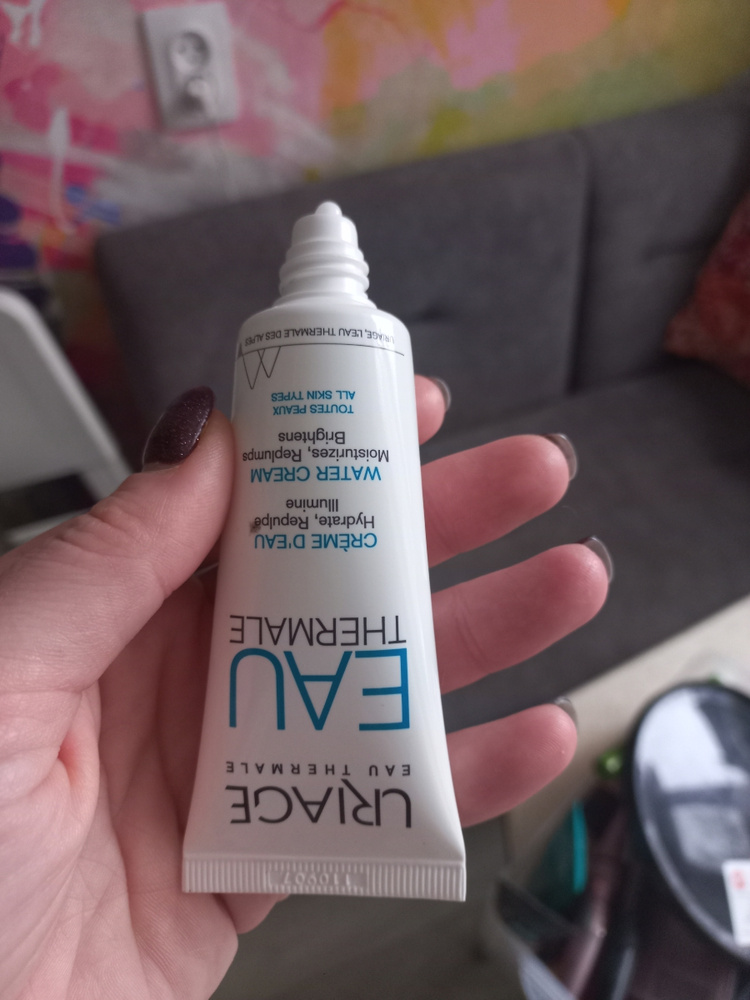 URIAGE
EAU THERMALE
EAU
THERMALE
CRÈME D'EAU
Hydrate, Repulpe
Illumine
WATER CREAM
Moisturizes, Replumps
Brightens
TOUTES PEAUX
ALL SKIN TYPES
URIAGE, L'EAU THERMALE DES ALPES